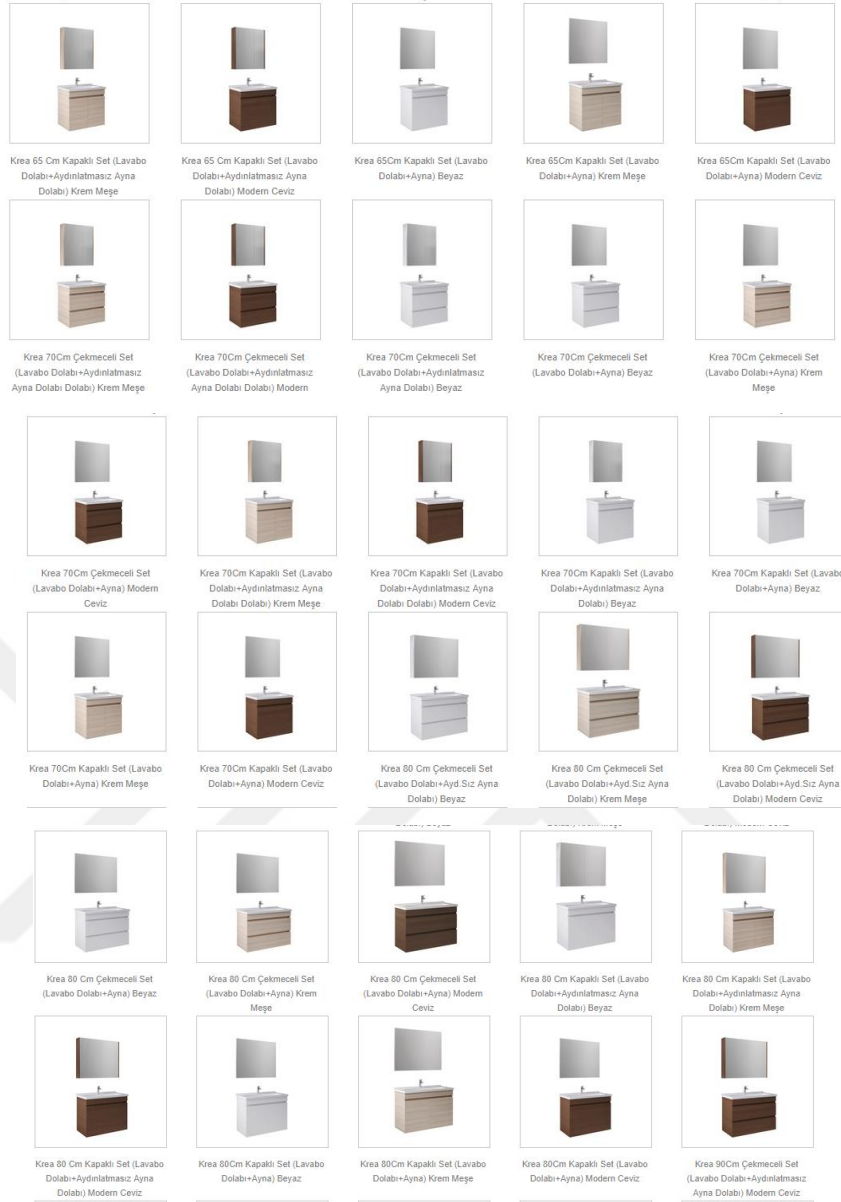 Krea 65 Cm Kapaklı Set (Lavabo
Dolabı+Aydınlatmasız Ayna
Dolabı) Krem Meşe
Krea 65 Cm Kapaklı Set (Lavabo
Dolabı+Aydınlatmasız Ayna
Dolabı) Modern Ceviz
Krea 65Cm Kapaklı Set (Lavabo
Dolabı+Ayna) Beyaz
Krea 65Cm Kapaklı Set (Lavabo
Dolabı+Ayna) Krem Meşe
Krea 65Cm Kapaklı Set (Lavabo
Dolabı+Ayna) Modern Ceviz
Krea 70Cm Çekmeceli Set
(Lavabo Dolabı+Aydınlatmasız
Ayna Dolabı Dolabı) Krem Meşe
Krea 70Cm Çekmeceli Set
(Lavabo Dolabı+Aydınlatmasız
Ayna Dolabı Dolabı) Modern
Krea 70Cm Çekmeceli Set
(Lavabo Dolabı+Aydınlatmasız
Ayna Dolabı) Beyaz
Krea 70Cm Çekmeceli Set
(Lavabo Dolabı+Ayna) Beyaz
Krea 70Cm Çekmeceli Set
(Lavabo Dolabı+Ayna) Krem
Meşe
Krea 70Cm Çekmeceli Set
(Lavabo Dolabı+Ayna) Modern
Ceviz
Krea 70Cm Kapaklı Set (Lavabo
Dolabı+Aydınlatmasız Ayna
Dolabı Dolabı) Krem Meşe
Krea 70Cm Kapaklı Set (Lavabo
Dolabı+Aydınlatmasız Ayna
Dolabı Dolabı) Modern Ceviz
Krea 70Cm Kapaklı Set (Lavabo
Dolabı+Aydınlatmasız Ayna
Dolabı) Beyaz
Krea 70Cm Kapaklı Set (Lavabo
Dolabı+Ayna) Beyaz
Krea 70Cm Kapaklı Set (Lavabo
Dolabı+Ayna) Krem Meşe
Krea 70Cm Kapaklı Set (Lavabo
Dolabı+Ayna) Modern Ceviz
Krea 80 Cm Çekmeceli Set
(Lavabo Dolabı+Ayd.Sız Ayna
Dolabı) Beyaz
Krea 80 Cm Çekmeceli Set
(Lavabo Dolabı+Ayd.Sız Ayna
Dolabı) Krem Meşe
Krea 80 Cm Çekmeceli Set
(Lavabo Dolabı+Ayd.Sız Ayna
Dolabı) Modern Ceviz
Krea 80 Cm Çekmeceli Set
(Lavabo Dolabı+Ayna) Beyaz
Krea 80 Cm Çekmeceli Set
(Lavabo Dolabı+Ayna) Krem
Meşe
Krea 80 Cm Çekmeceli Set
(Lavabo Dolabı+Ayna) Modern
Ceviz
Krea 80 Cm Kapaklı Set (Lavabo
Dolabı+Aydınlatmasız Ayna
Dolabı) Beyaz
Krea 80 Cm Kapaklı Set (Lavabo
Dolabı+Aydınlatmasız Ayna
Dolabı) Krem Meşe
Krea 80 Cm Kapaklı Set (Lavabo
Dolabı+Aydınlatmasız Ayna
Dolabı) Modern Ceviz
Krea 80Cm Kapaklı Set (Lavabo
Dolabı+Ayna) Beyaz
Krea 80Cm Kapaklı Set (Lavabo
Dolabı+Ayna) Krem Meşe
Krea 80Cm Kapaklı Set (Lavabo
Dolabı+Ayna) Modern Ceviz
Krea 90Cm Çekmeceli Set
(Lavabo Dolabı+Aydınlatmasız
Ayna Dolabı) Modern Ceviz